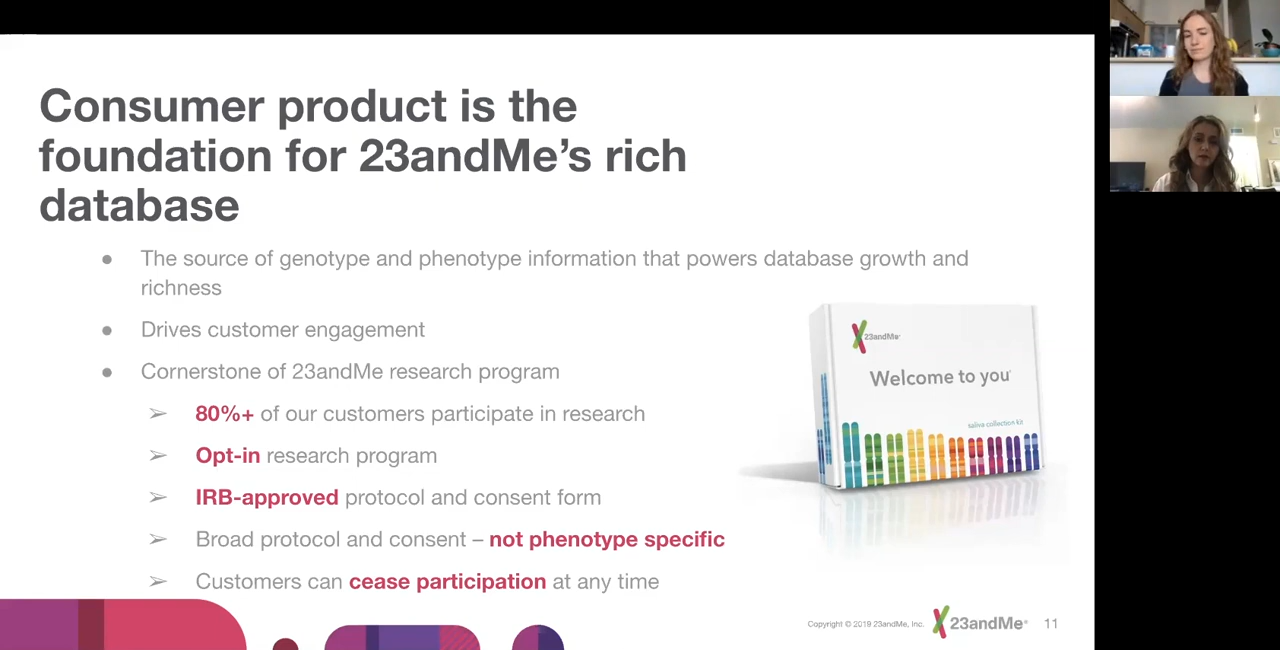 Consumer product is the
foundation for 23andMe’s rich
database
● The source of genotype and phenotype information that powers database growth and
richness
● Drives customer engagement
● Cornerstone of 23andMe research program
➢ 80%+ of our customers participate in research
➢ Opt-in research program
➢ IRB-approved protocol and consent form
➢ Broad protocol and consent – not phenotype specific
➢ Customers can cease participation at any time
23andMe®
Welcome to you®
saliva collection kit
Copyright © 2019 23andMe, Inc.
23andMe®
11